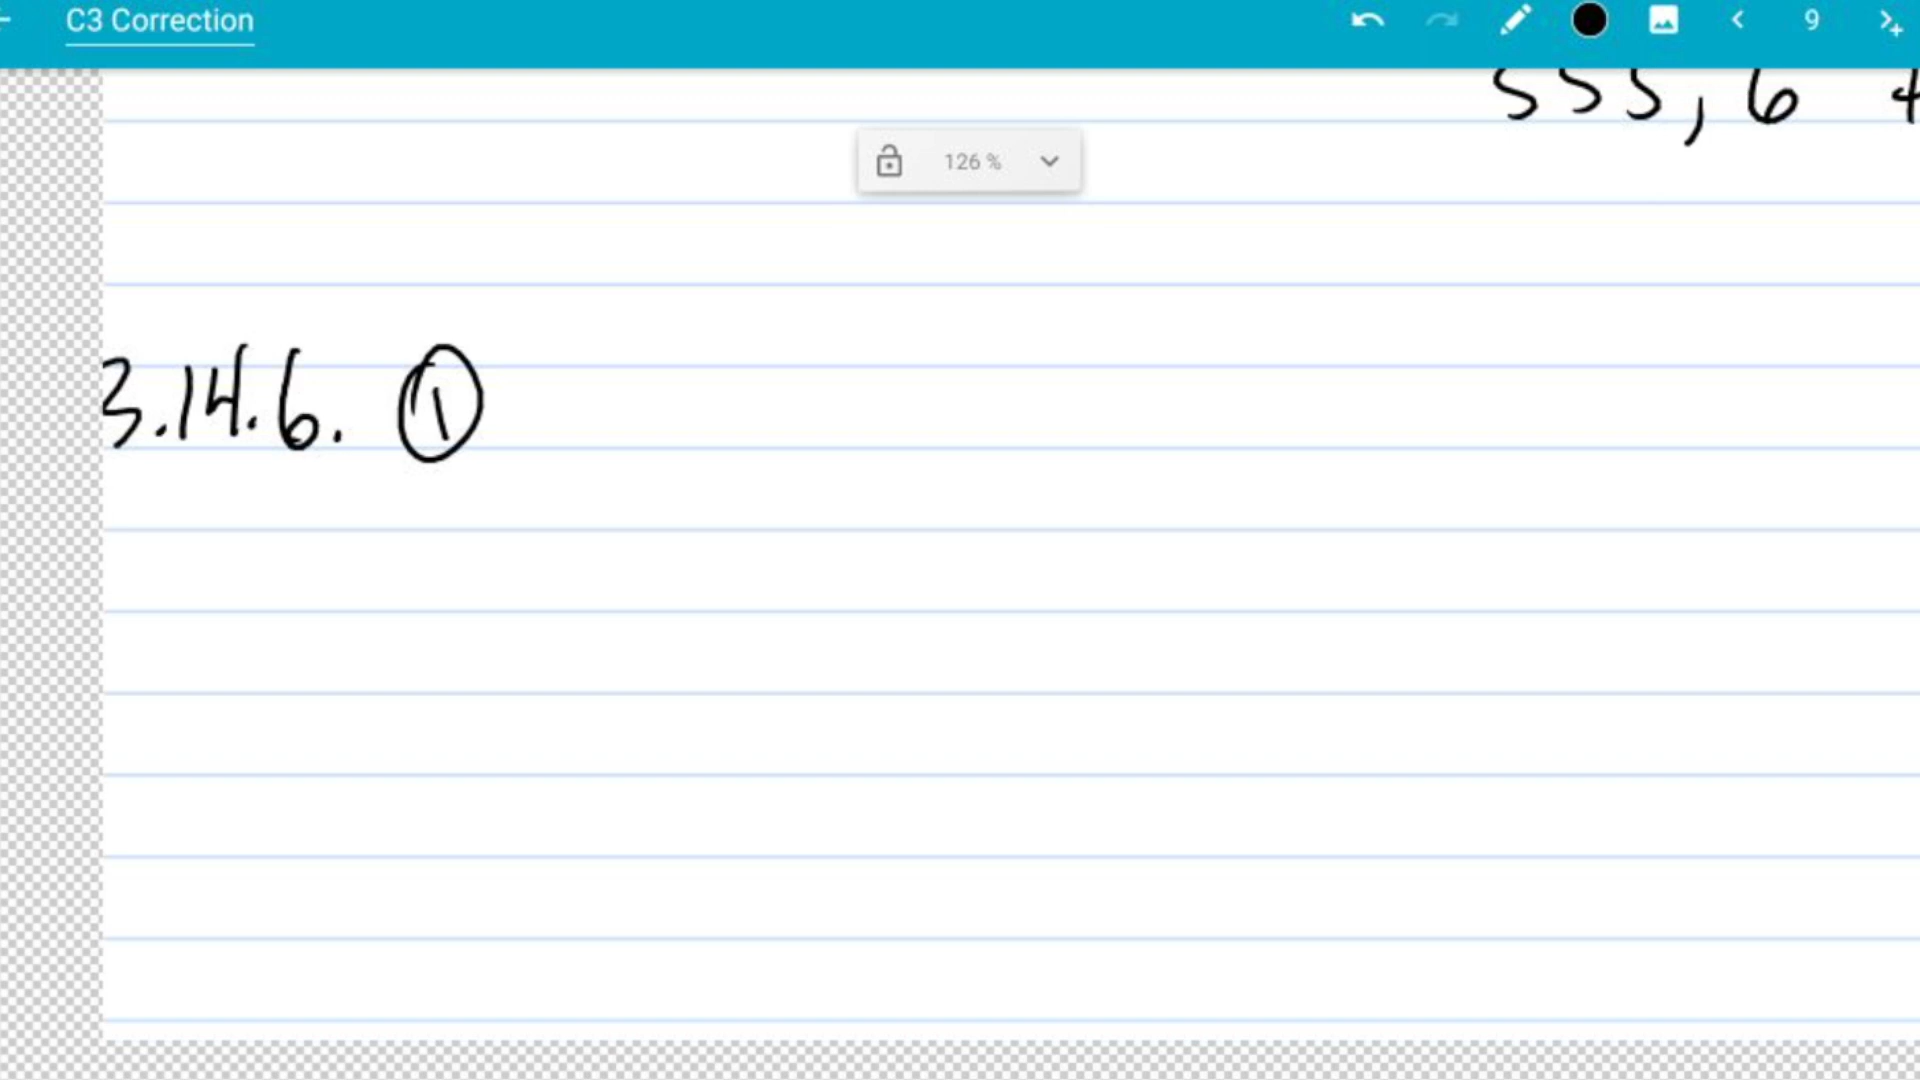 C3 Correction 9
555, 6
126 %
3.14.6. ①